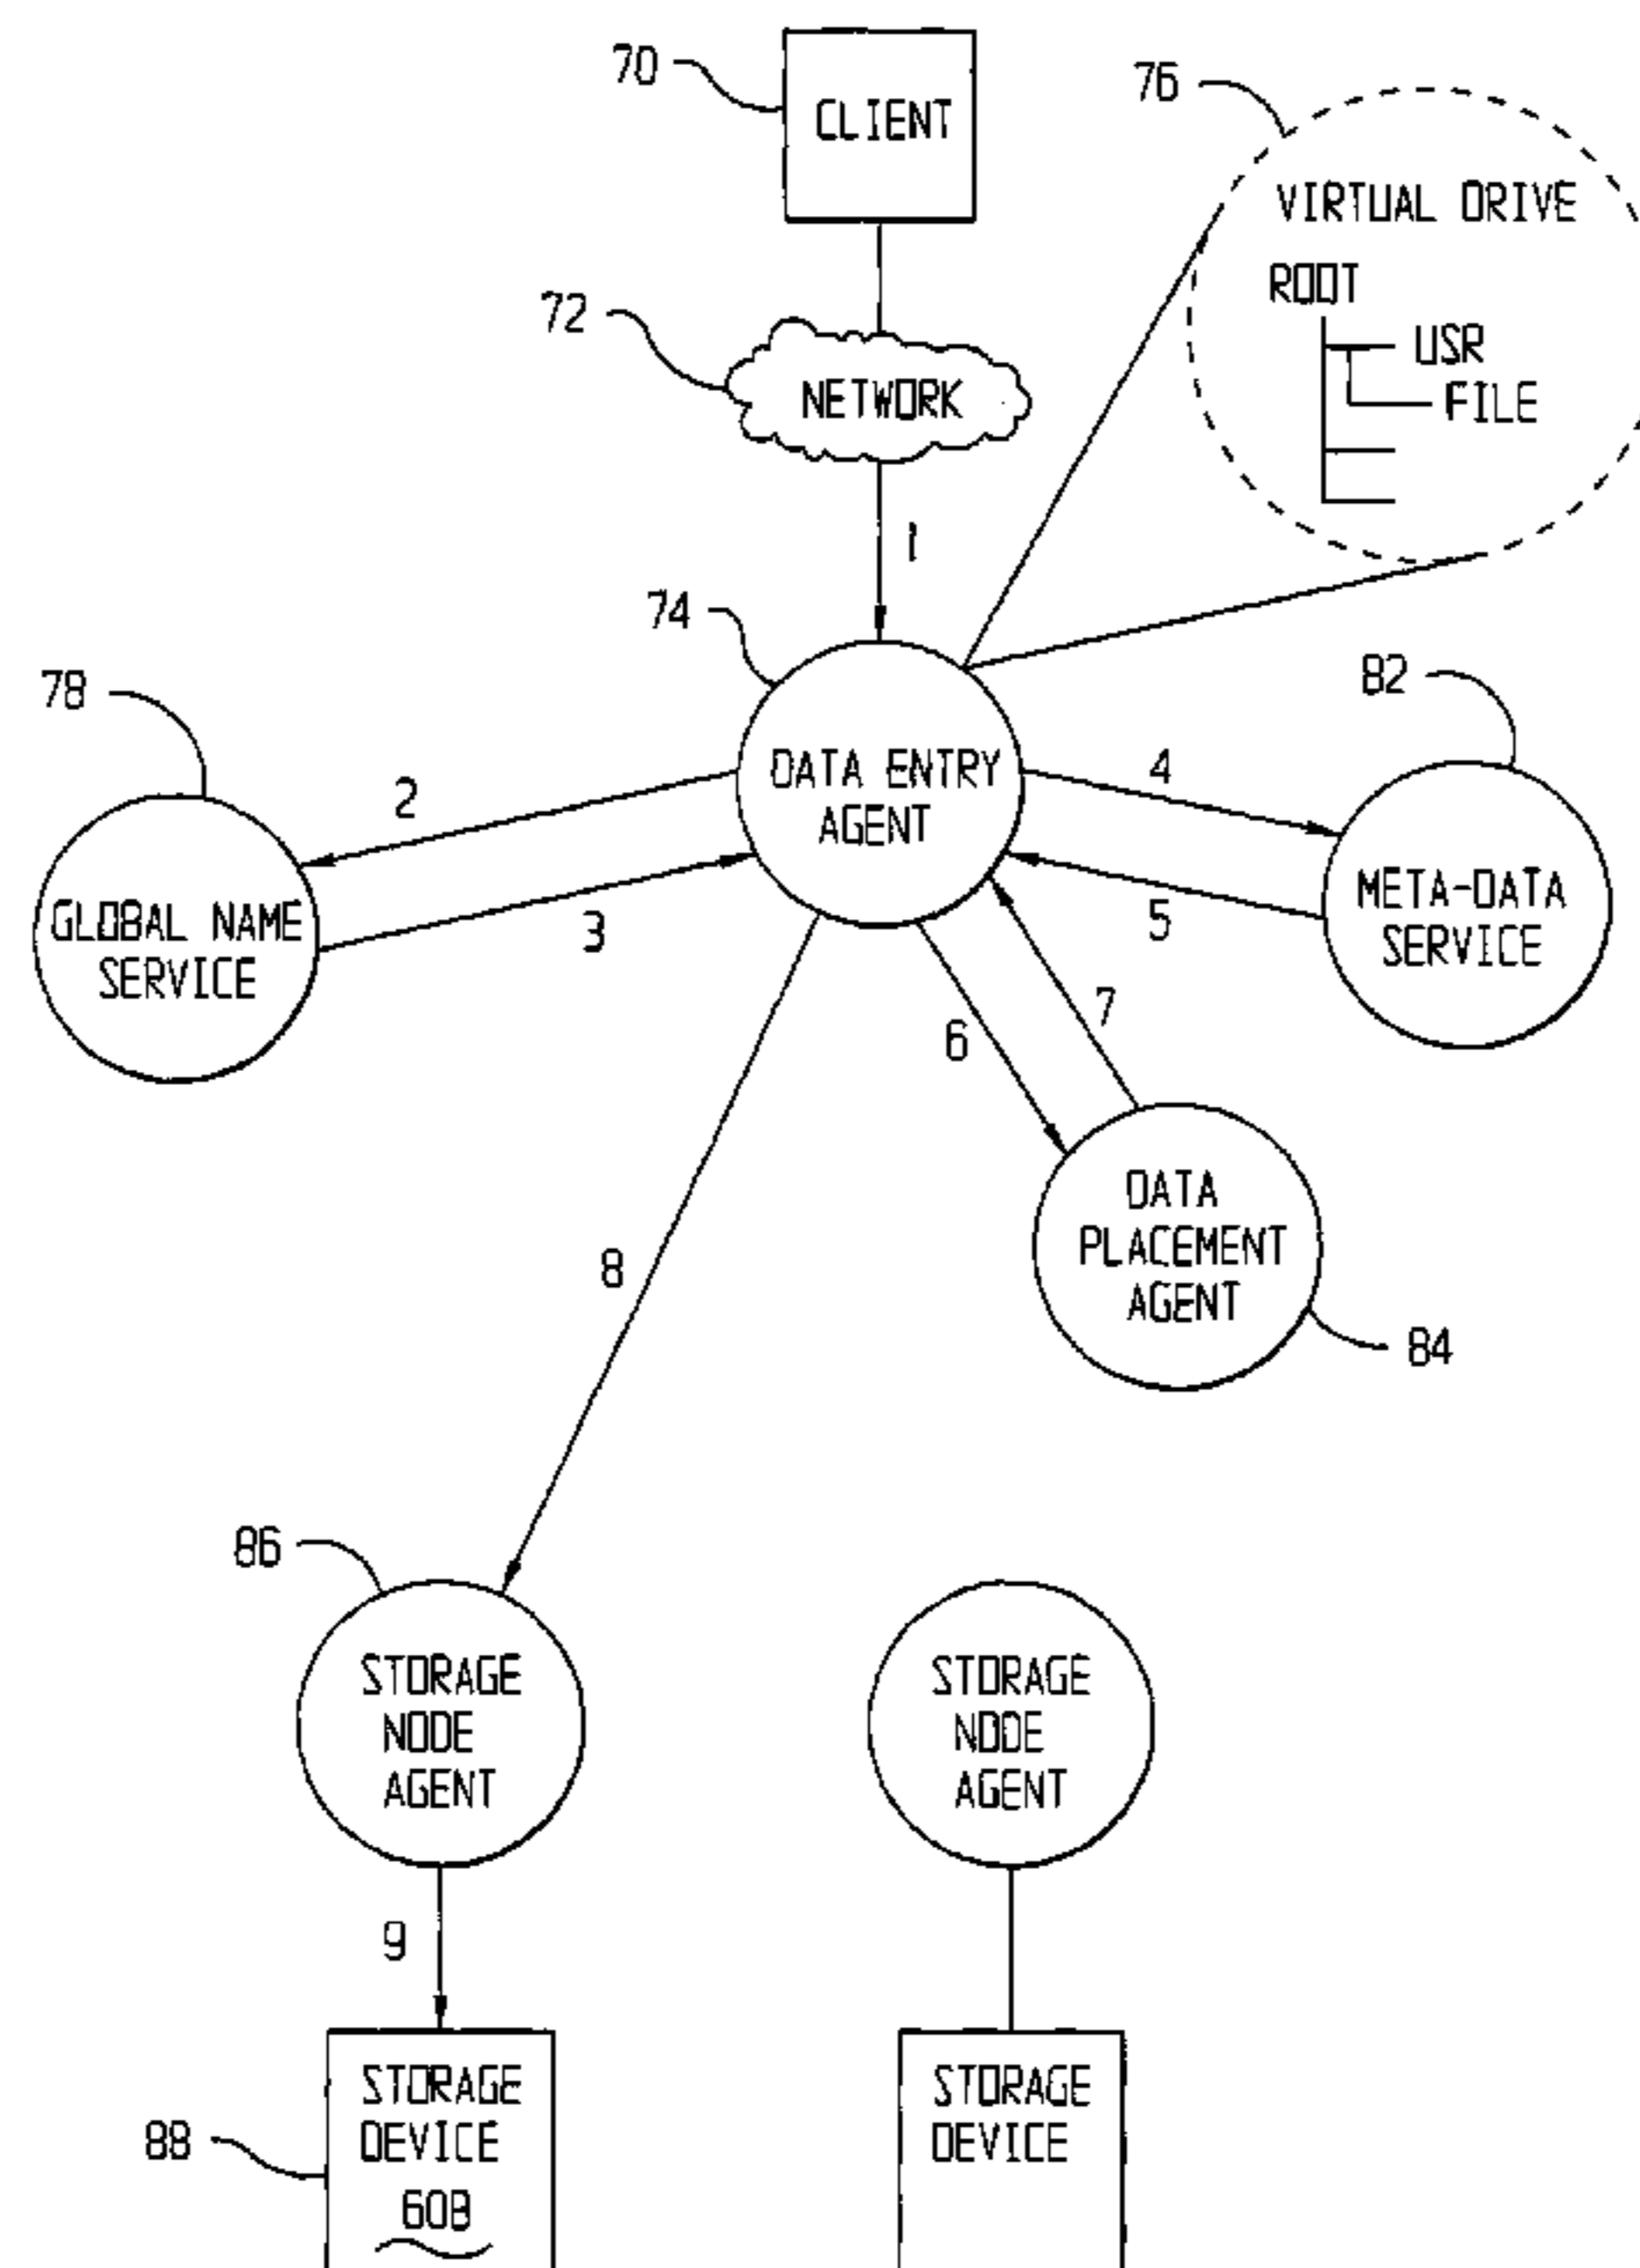 70
CLIENT
76
VIRTUAL DRIVE
ROOT
USR
FILE
72
NETWORK
1
74
78
82
DATA ENTRY
AGENT
2
4
GLOBAL NAME
SERVICE
3
5
META-DATA
SERVICE
6
7
DATA
PLACEMENT
AGENT
8
84
86
STORAGE
NODE
AGENT
STORAGE
NODE
AGENT
9
STORAGE
DEVICE
88
60B
STORAGE
DEVICE